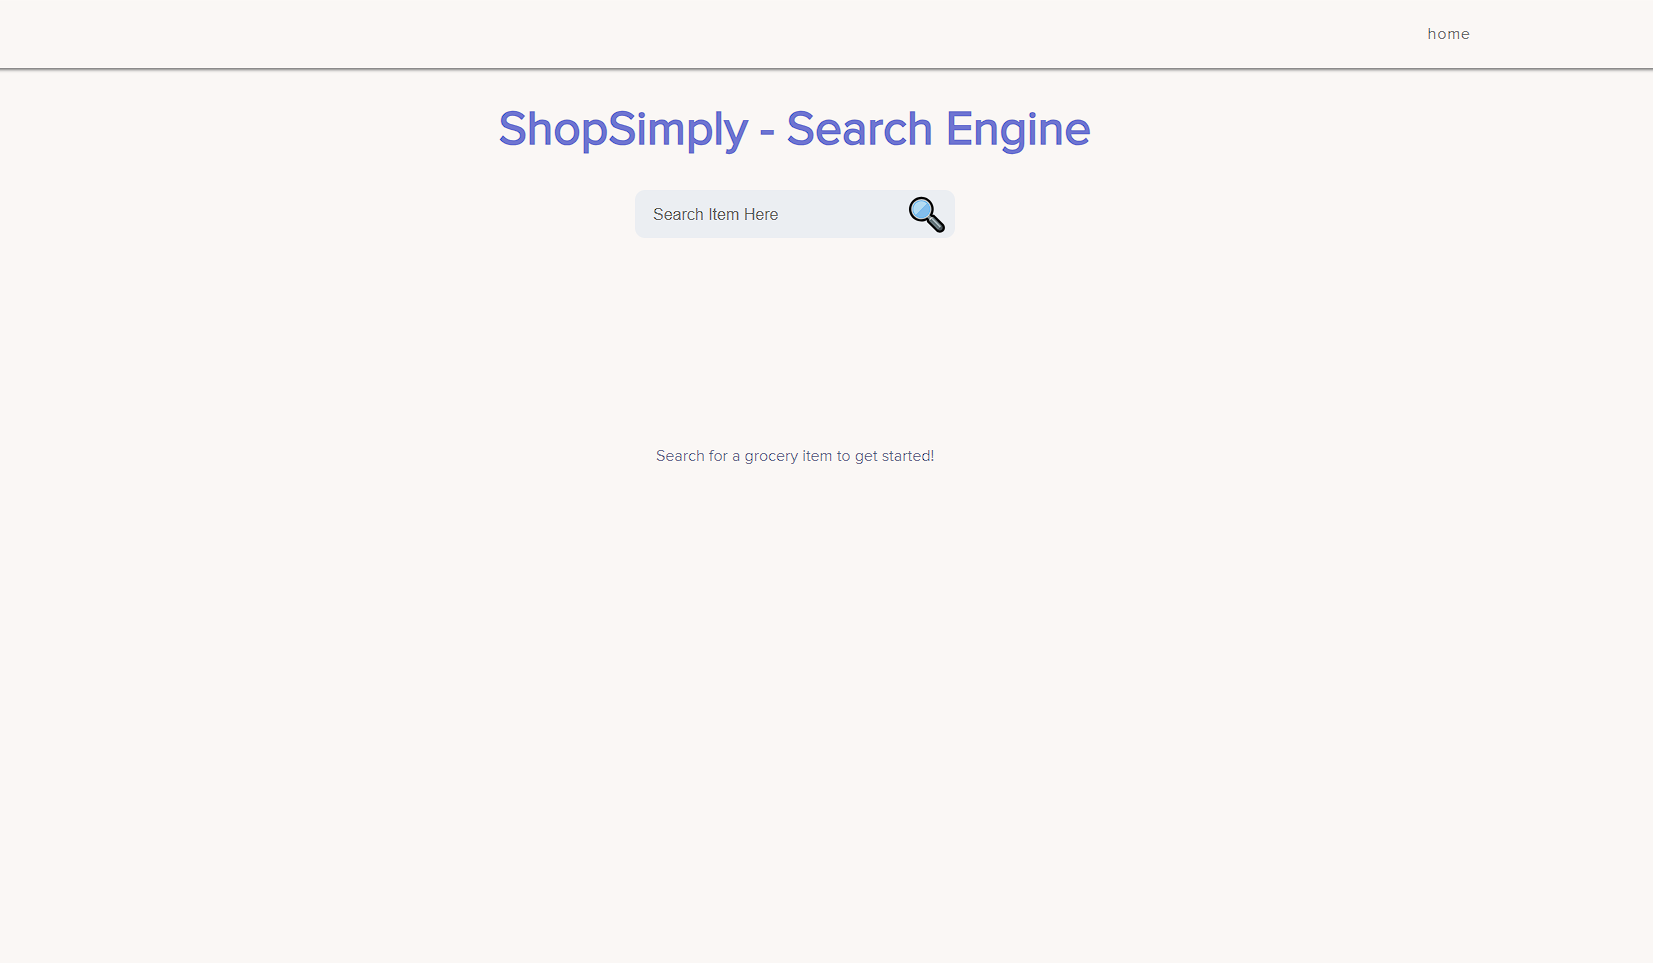 home
ShopSimply - Search Engine
Search Item Here
Search for a grocery item to get started!